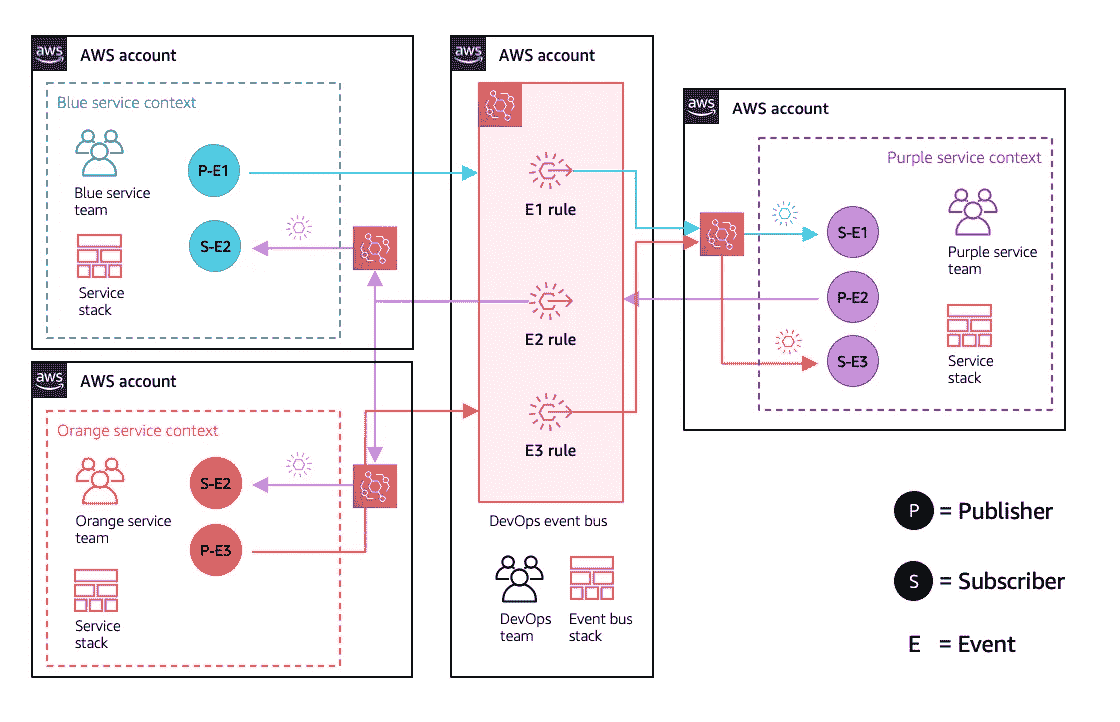 aws
AWS account
Blue service context
Blue service
team
P-E1
S-E2
Service
stack
aws
AWS account
Orange service context
Orange service
team
S-E2
P-E3
Service
stack
aws
AWS account
E1 rule
E2 rule
E3 rule
DevOps event bus
DevOps
team
Event bus
stack
aws
AWS account
Purple service context
S-E1
P-E2
S-E3
Purple service
team
Service
stack
P = Publisher
S = Subscriber
E = Event